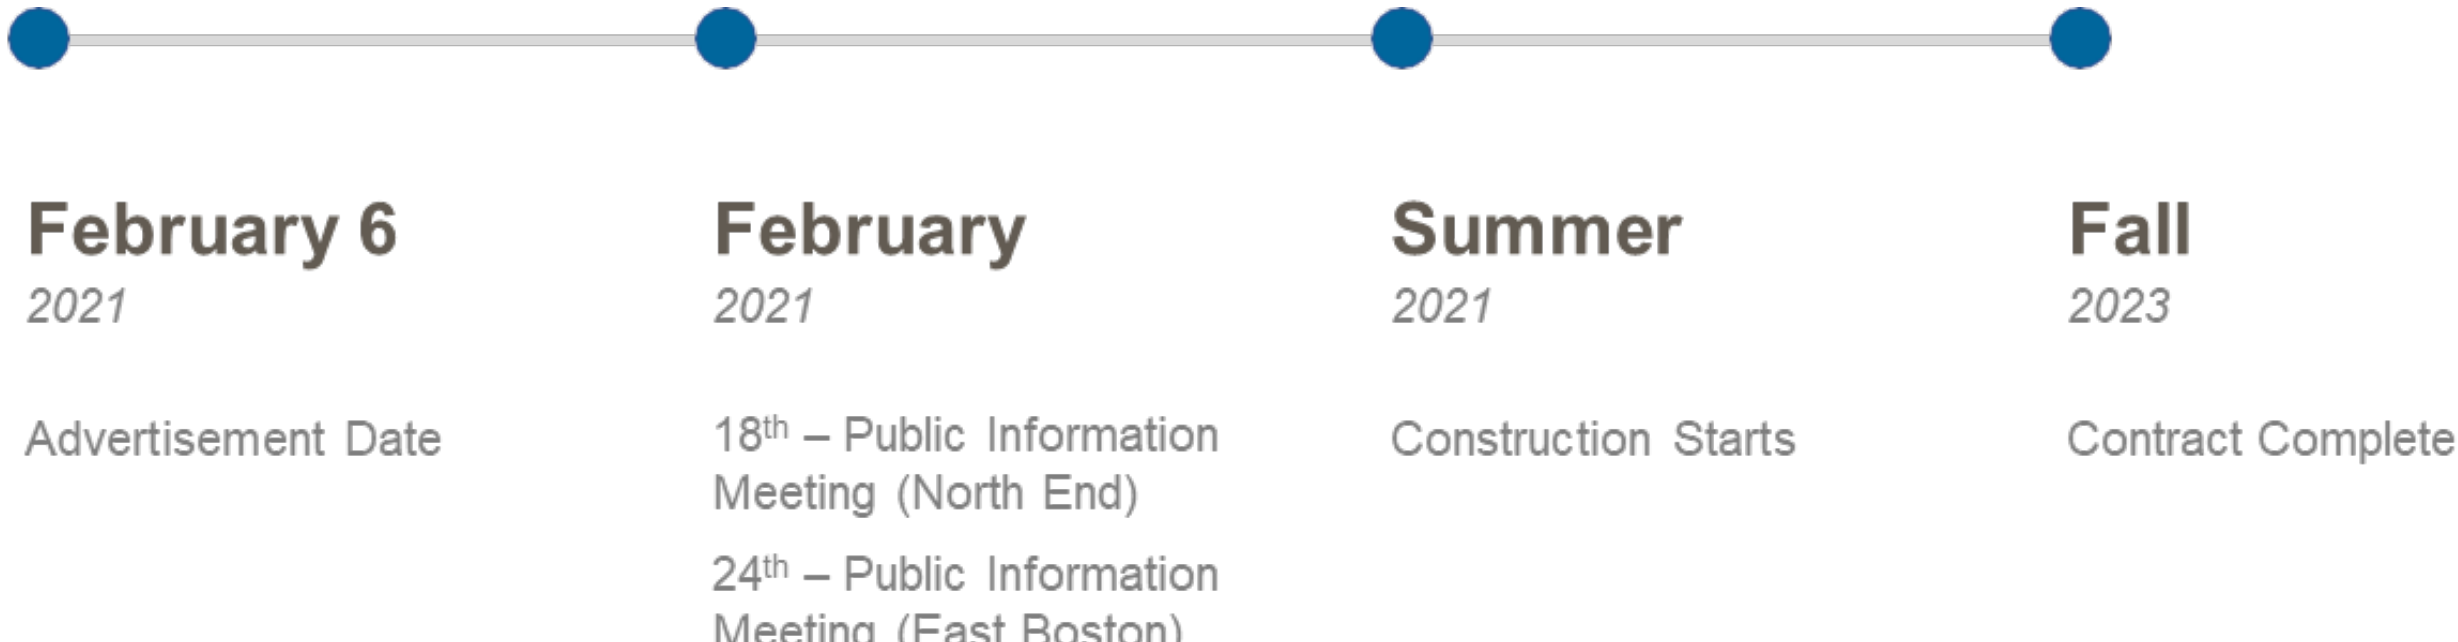 February 6
2021
Advertisement Date
February
2021
18th – Public Information
Meeting (North End)
24th – Public Information
Meeting (East Boston)
Summer
2021
Construction Starts
Fall
2023
Contract Complete